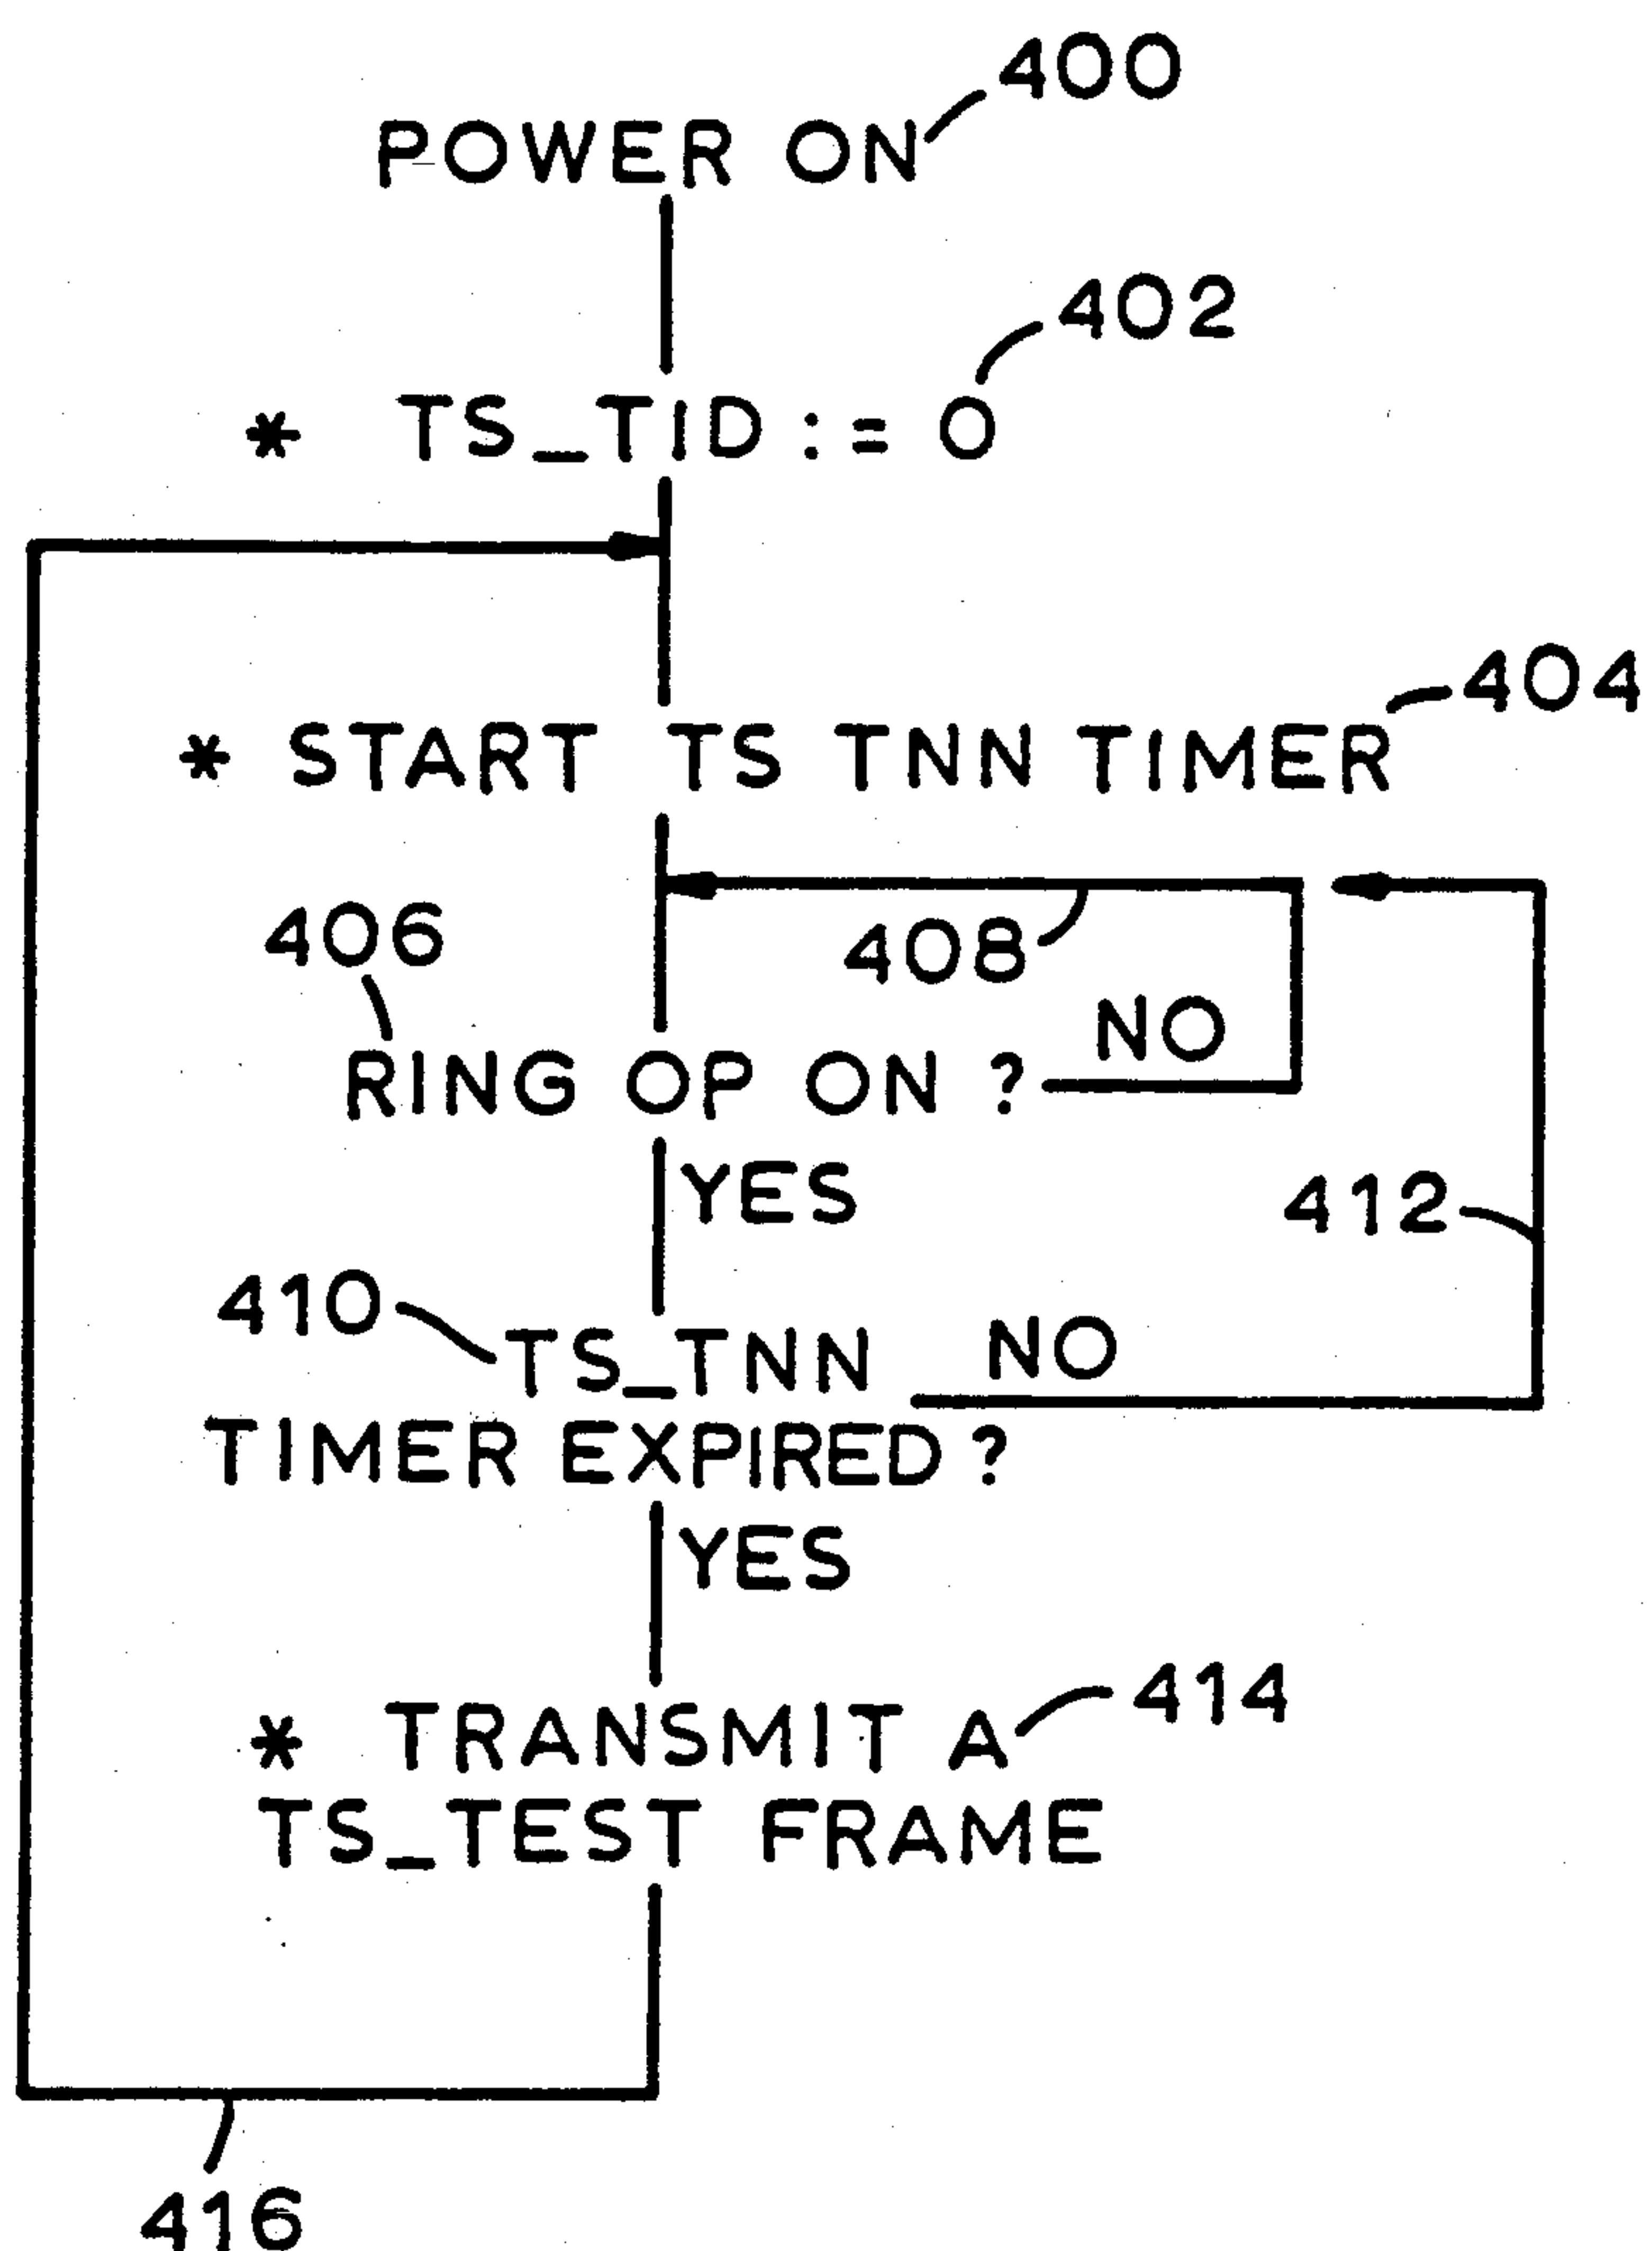 400
POWER ON
402
* TS_TID := 0
* START TS TNN TIMER
404
406
408
NO
RING OP ON ?
YES
412
410
TS_TNN
NO
TIMER EXPIRED ?
YES
* TRANSMIT A
414
TS_TEST FRAME
416